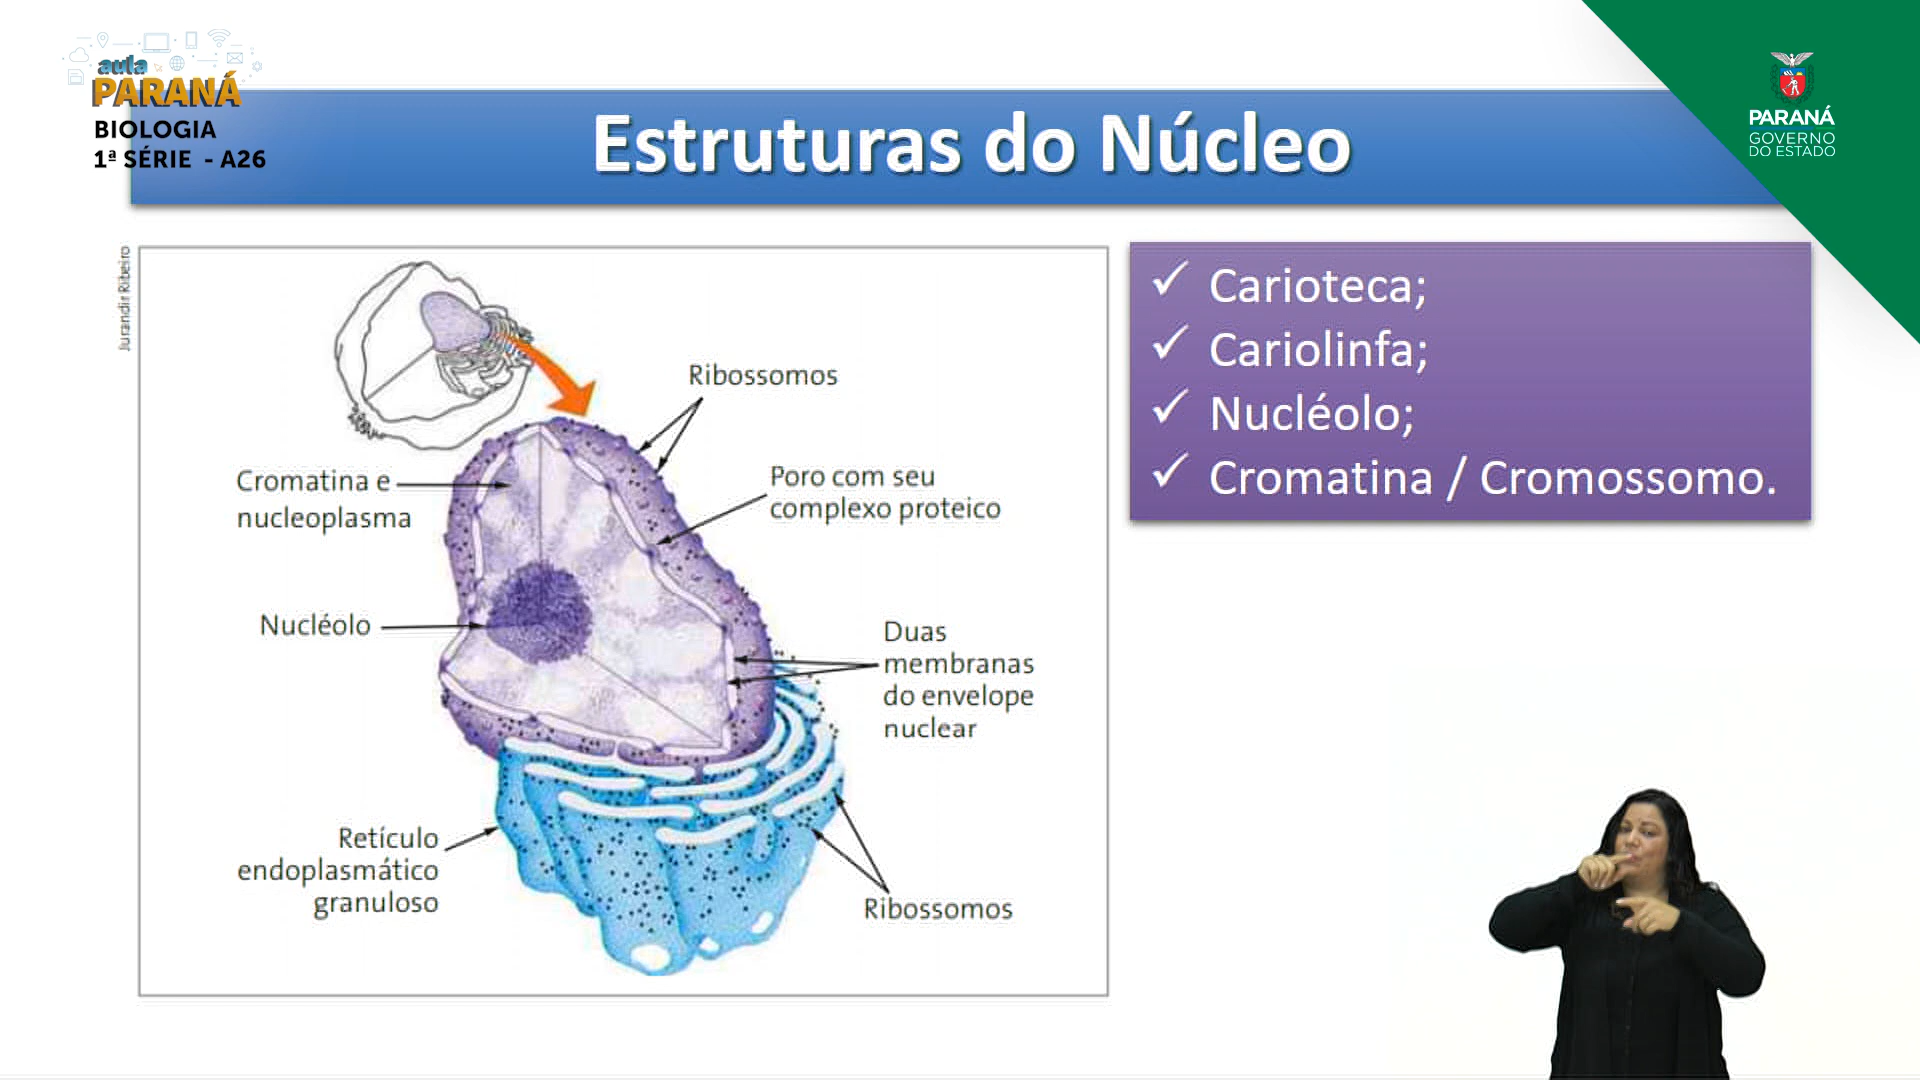 aula
PARANÁ
BIOLOGIA
1ª SÉRIE - A26
Estruturas do Núcleo
PARANÁ
GOVERNO
DO ESTADO
Jurandir Ribeiro
Ribossomos
Cromatina e
nucleoplasma
Poro com seu
complexo proteico
Nucléolo
Duas
membranas
do envelope
nuclear
Retículo
endoplasmático
granuloso
Ribossomos
✓ Carioteca;
✓ Cariolinfa;
✓ Nucléolo;
✓ Cromatina / Cromossomo.